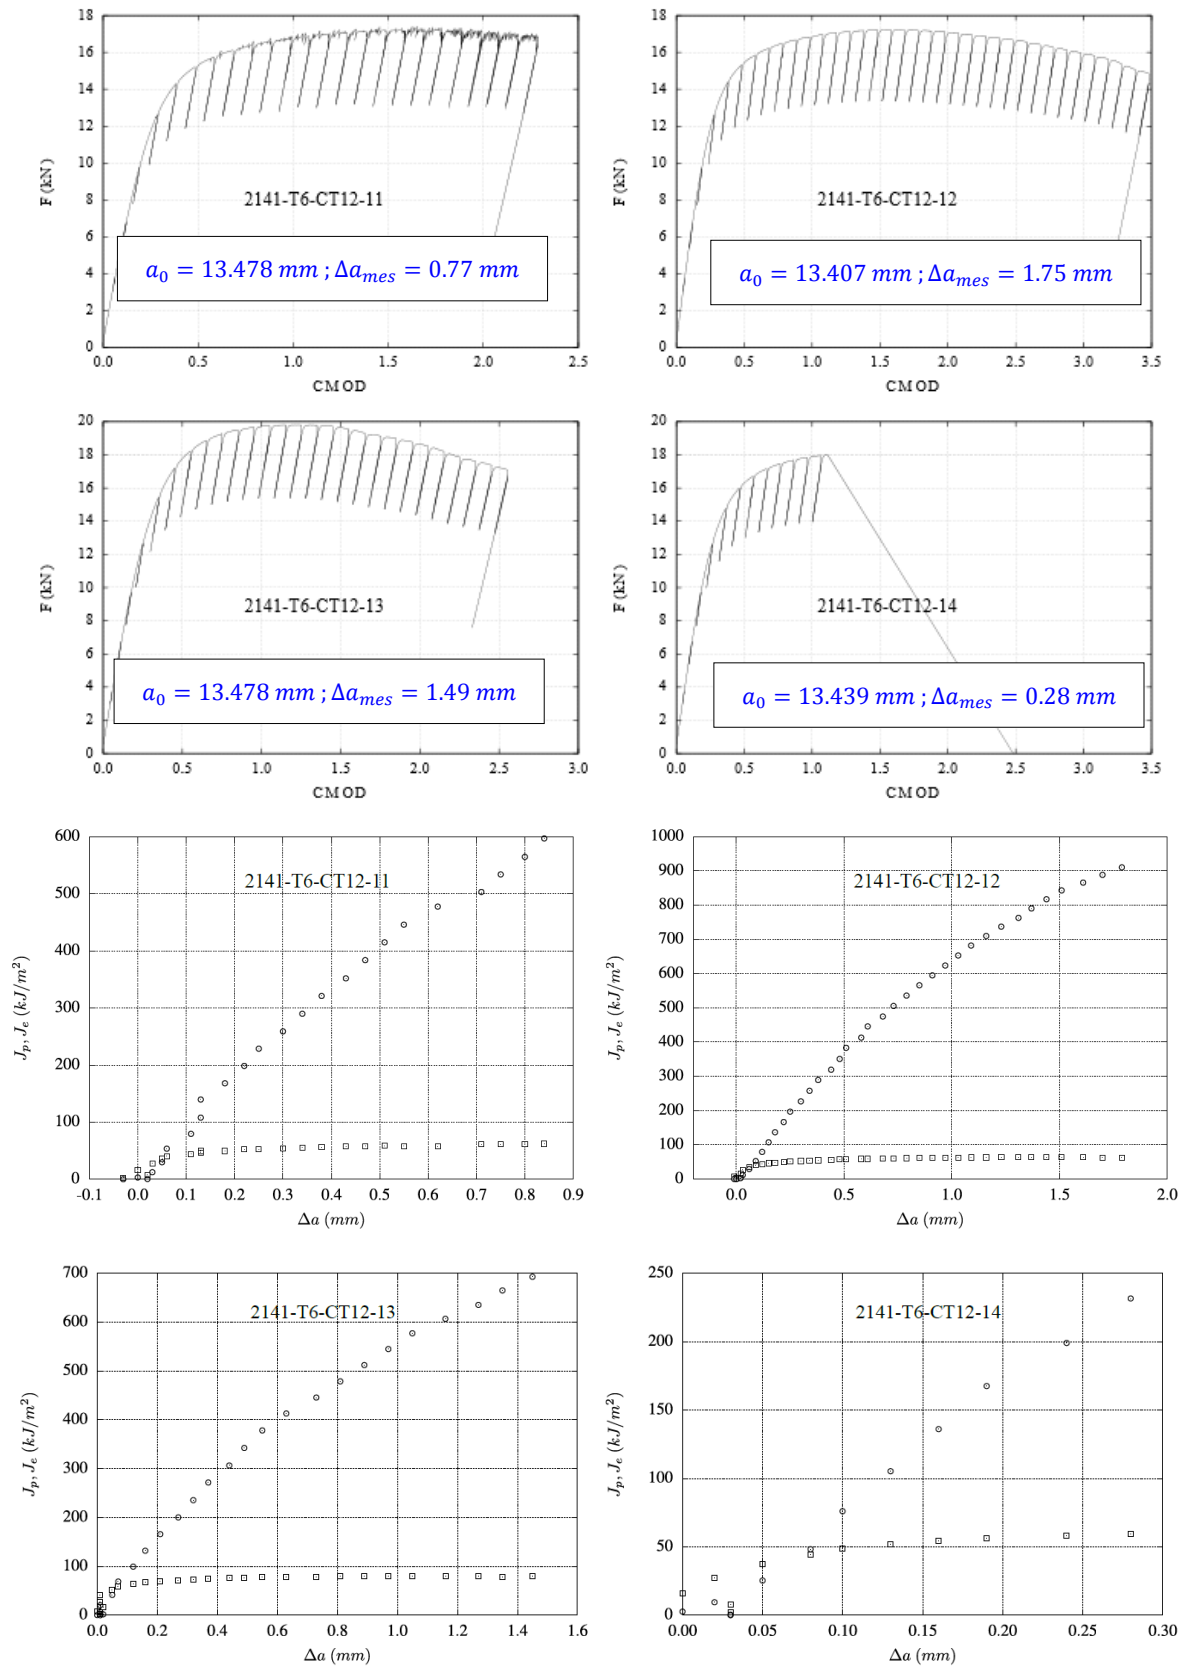 18
16
14
12
10
8
6
4
2
0
F (kN)
2141-T6-CT12-11
a₀ = 13.478 mm ; Δaₘₑₛ = 0.77 mm
0.0 0.5 1.0 1.5 2.0 2.5
CMOD
18
16
14
12
10
8
6
4
2
0
F (kN)
2141-T6-CT12-12
a₀ = 13.407 mm ; Δaₘₑₛ = 1.75 mm
0.0 0.5 1.0 1.5 2.0 2.5 3.0 3.5
CMOD
20
18
16
14
12
10
8
6
4
2
0
F (kN)
2141-T6-CT12-13
a₀ = 13.478 mm ; Δaₘₑₛ = 1.49 mm
0.0 0.5 1.0 1.5 2.0 2.5 3.0
CMOD
20
18
16
14
12
10
8
6
4
2
0
F (kN)
2141-T6-CT12-14
a₀ = 13.439 mm ; Δaₘₑₛ = 0.28 mm
0.0 0.5 1.0 1.5 2.0 2.5 3.0 3.5
CMOD
600
500
400
300
200
100
0
Jₚ, Jₑ (kJ/m²)
2141-T6-CT12-11
-0.1 0.0 0.1 0.2 0.3 0.4 0.5 0.6 0.7 0.8 0.9
Δa (mm)
1000
900
800
700
600
500
400
300
200
100
0
Jₚ, Jₑ (kJ/m²)
2141-T6-CT12-12
0.0 0.5 1.0 1.5 2.0
Δa (mm)
700
600
500
400
300
200
100
0
Jₚ, Jₑ (kJ/m²)
2141-T6-CT12-13
0.0 0.2 0.4 0.6 0.8 1.0 1.2 1.4 1.6
Δa (mm)
250
200
150
100
50
0
Jₚ, Jₑ (kJ/m²)
2141-T6-CT12-14
0.00 0.05 0.10 0.15 0.20 0.25 0.30
Δa (mm)